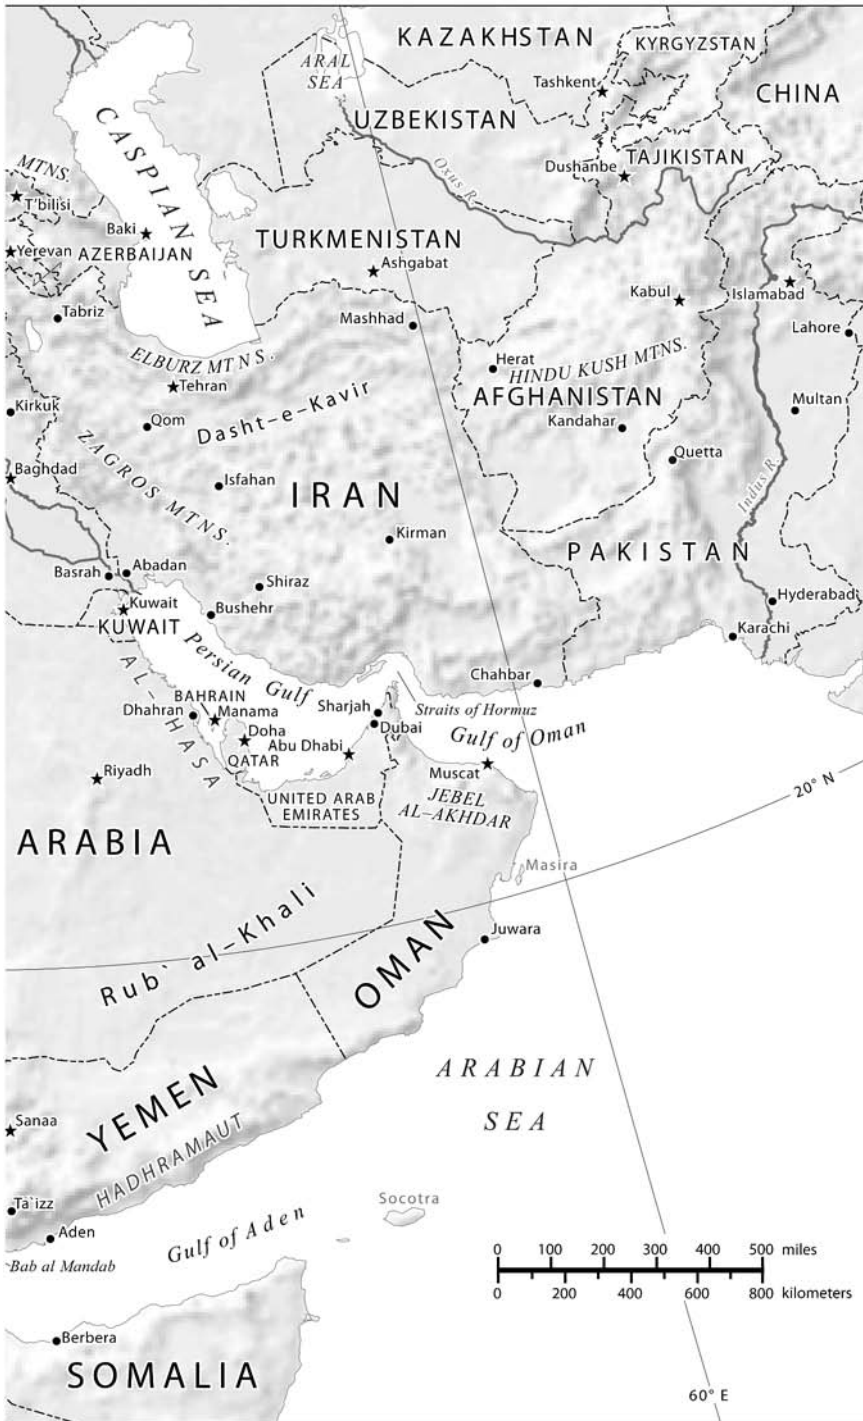 KAZAKHSTAN
KYRGYZSTAN
ARAL
SEA
Tashkent
CHINA
CASPIAN SEA
UZBEKISTAN
MTNS.
T'bilisi
Oxus R.
Dushanbe
TAJIKISTAN
Baki
Yerevan
AZERBAIJAN
TURKMENISTAN
Ashgabat
Kabul
Islamabad
Tabriz
Mashhad
Lahore
ELBURZ MTNS.
Tehran
Herat
HINDU KUSH MTNS.
AFGHANISTAN
Kirkuk
Qom
Dasht-e-Kavir
Kandahar
Multan
Baghdad
ZAGROS MTNS.
Isfahan
IRAN
Quetta
Indus R.
Kirman
PAKISTAN
Basrah
Abadan
Shiraz
Kuwait
Bushehr
Hyderabad
KUWAIT
Karachi
Persian Gulf
AL-HASA
Chahbar
BAHRAIN
Manama
Dhahran
Sharjah
Straits of Hormuz
Doha
Dubai
Gulf of Oman
Abu Dhabi
QATAR
Riyadh
Muscat
UNITED ARAB
EMIRATES
JEBEL
AL-AKHDAR
20° N
ARABIA
Masira
Rub` al-Khali
OMAN
Juwara
ARABIAN
SEA
YEMEN
Sanaa
HADHRAMAUT
Ta`izz
Socotra
Aden
Gulf of Aden
Bab al Mandab
0 100 200 300 400 500 miles
0 200 400 600 800 kilometers
Berbera
SOMALIA
60° E